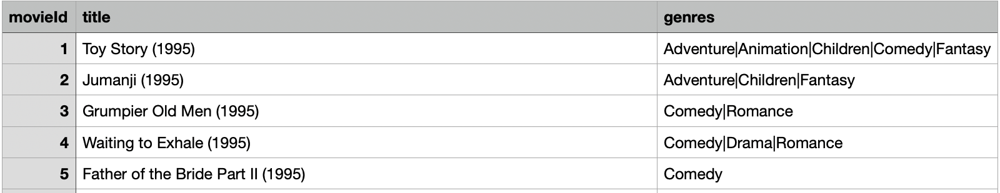 movieId title genres
1 Toy Story (1995) Adventure|Animation|Children|Comedy|Fantasy
2 Jumanji (1995) Adventure|Children|Fantasy
3 Grumpier Old Men (1995) Comedy|Romance
4 Waiting to Exhale (1995) Comedy|Drama|Romance
5 Father of the Bride Part II (1995) Comedy